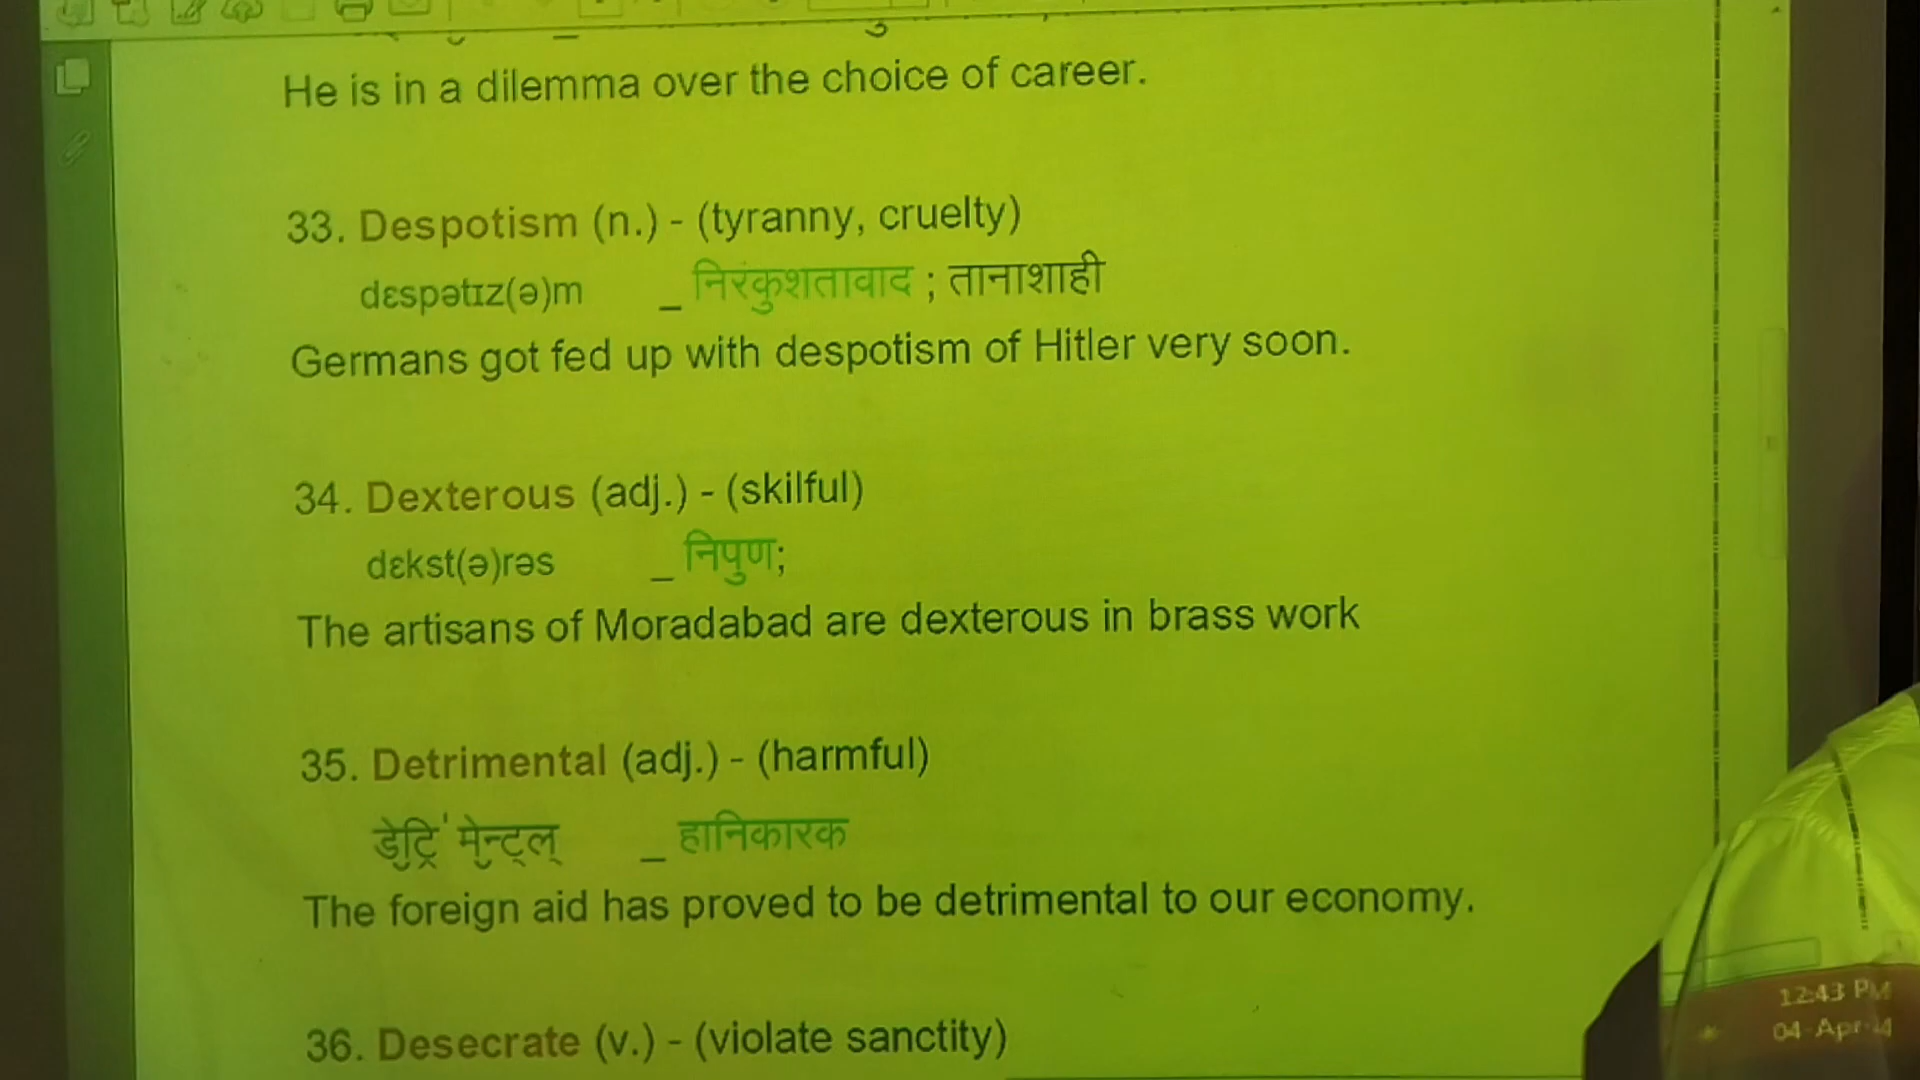 He is in a dilemma over the choice of career.
33. Despotism (n.) - (tyranny, cruelty)
dɛspətɪz(ə)m _ निरंकुशतावाद ; तानाशाही
Germans got fed up with despotism of Hitler very soon.
34. Dexterous (adj.) - (skilful)
dɛkst(ə)rəs _ निपुण;
The artisans of Moradabad are dexterous in brass work
35. Detrimental (adj.) - (harmful)
डे॒ट्रि॑ 'मे॒न्ट्ल् _ हानिकारक
The foreign aid has proved to be detrimental to our economy.
36. Desecrate (v.) - (violate sanctity)
12:43 PM
04-Apr-14